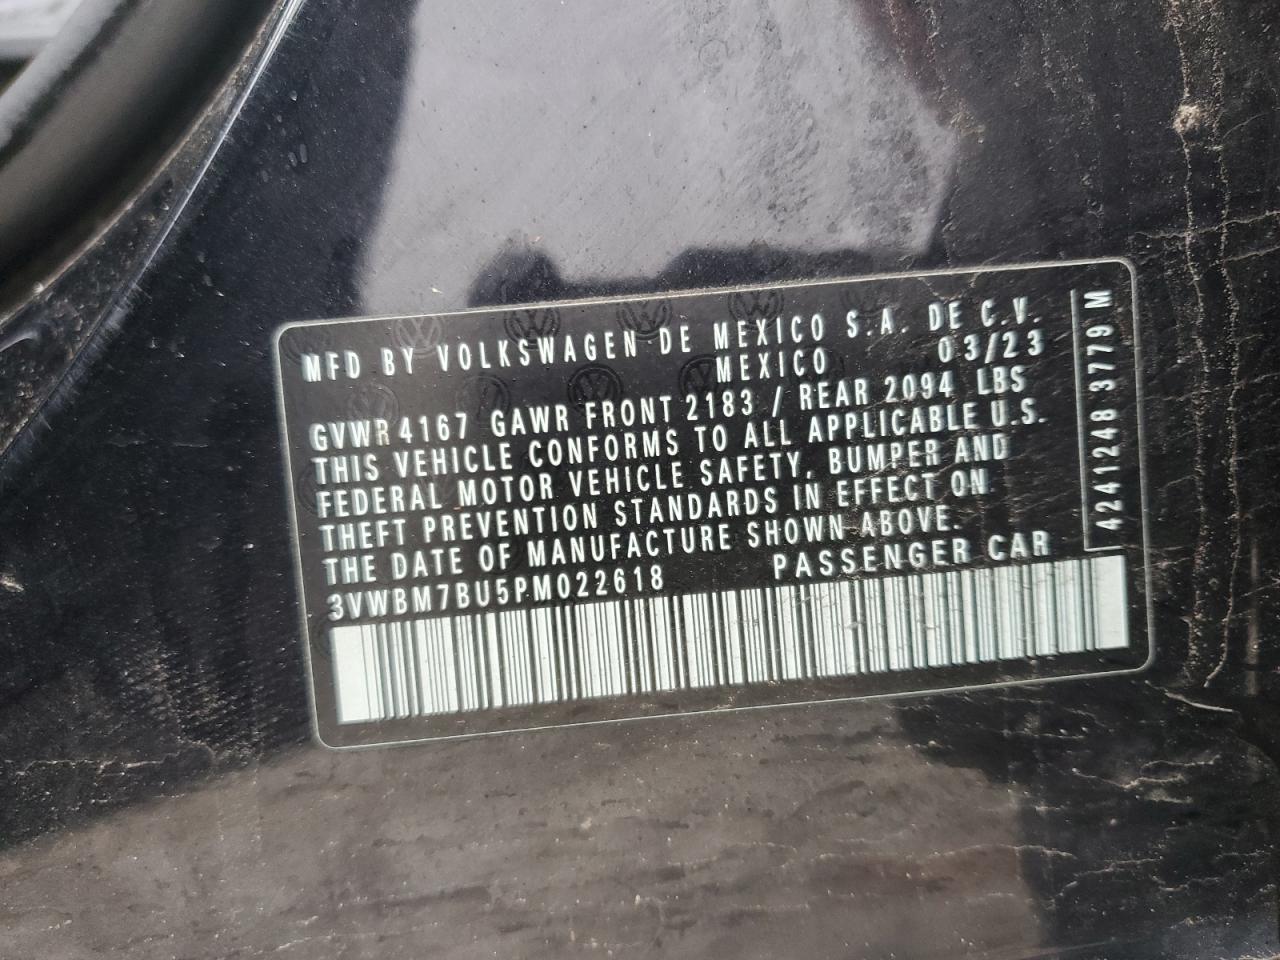 MFD BY VOLKSWAGEN DE MEXICO S.A. DE C.V.
MEXICO 03/23
GVWR 4167 GAWR FRONT 2183 / REAR 2094 LBS
THIS VEHICLE CONFORMS TO ALL APPLICABLE U.S.
FEDERAL MOTOR VEHICLE SAFETY, BUMPER AND
THEFT PREVENTION STANDARDS IN EFFECT ON
THE DATE OF MANUFACTURE SHOWN ABOVE.
3VWBM7BU5PM022618 PASSENGER CAR
4241248 3779 M